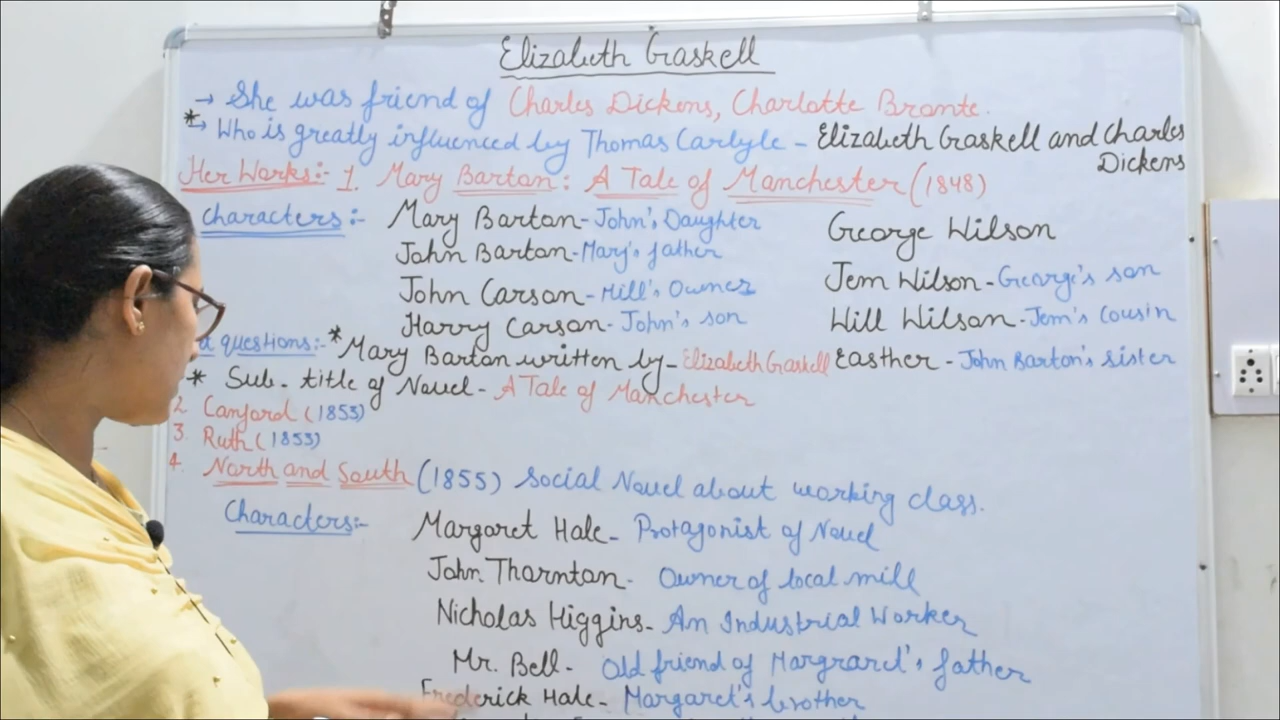 Elizabeth Gaskell
→ She was friend of Charles Dickens, Charlotte Bronte.
*→ Who is greatly influenced by Thomas Carlyle - Elizabeth Gaskell and Charles Dickens
Her Works:- 1. Mary Barton: A Tale of Manchester (1848)
Characters:- Mary Barton - John's Daughter
George Wilson
John Barton - Mary's father
Jem Wilson - George's son
John Carson - Mill's Owner
Will Wilson - Jem's Cousin
Harry Carson - John's son
Easther - John Barton's sister
questions:- *Mary Barton written by - Elizabeth Gaskell
* Sub-title of Novel - A Tale of Manchester
2. Canford (1853)
3. Ruth (1853)
4. North and South (1855) Social Novel about working class.
Characters:- Margaret Hale - Protagonist of Novel
John Thornton - Owner of local mill
Nicholas Higgins - An Industrial Worker
Mr. Bell - Old friend of Margrard's father
Frederick Hale - Margaret's brother